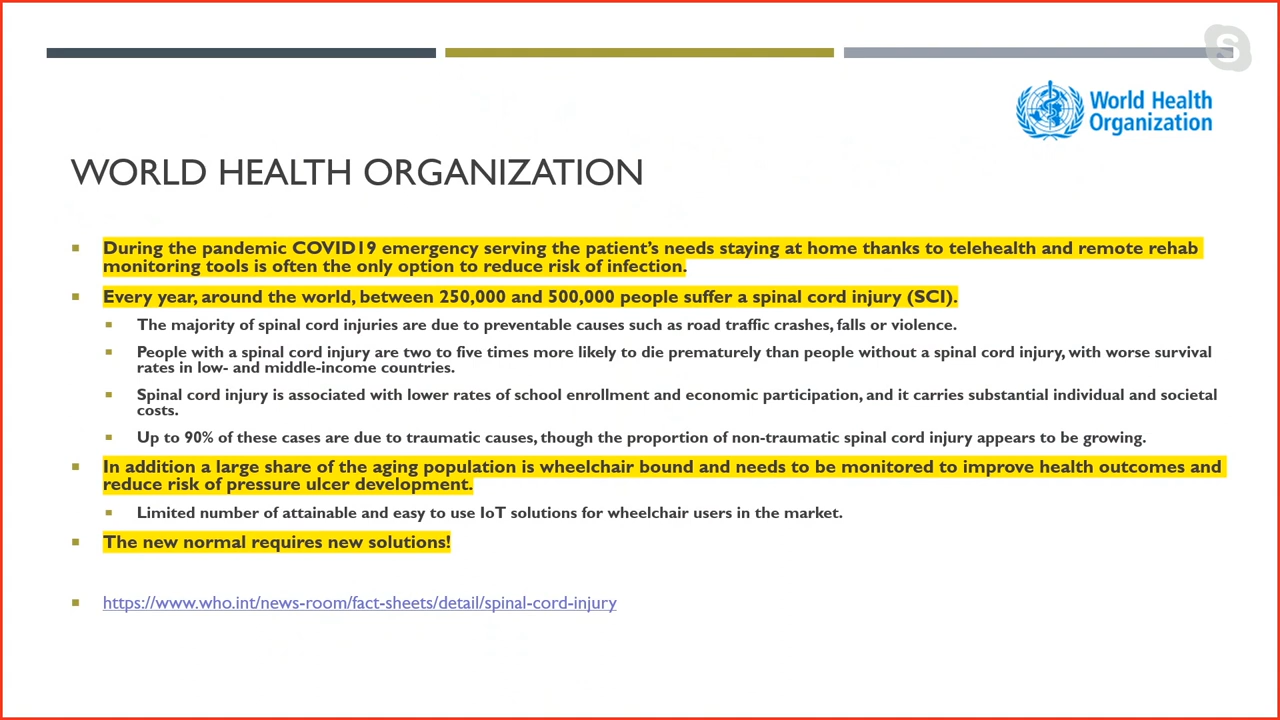 S
World Health
Organization
WORLD HEALTH ORGANIZATION
During the pandemic COVID19 emergency serving the patient's needs staying at home thanks to telehealth and remote rehab
monitoring tools is often the only option to reduce risk of infection.
Every year, around the world, between 250,000 and 500,000 people suffer a spinal cord injury (SCI).
The majority of spinal cord injuries are due to preventable causes such as road traffic crashes, falls or violence.
People with a spinal cord injury are two to five times more likely to die prematurely than people without a spinal cord injury, with worse survival
rates in low- and middle-income countries.
Spinal cord injury is associated with lower rates of school enrollment and economic participation, and it carries substantial individual and societal
costs.
Up to 90% of these cases are due to traumatic causes, though the proportion of non-traumatic spinal cord injury appears to be growing.
In addition a large share of the aging population is wheelchair bound and needs to be monitored to improve health outcomes and
reduce risk of pressure ulcer development.
Limited number of attainable and easy to use IoT solutions for wheelchair users in the market.
The new normal requires new solutions!
https://www.who.int/news-room/fact-sheets/detail/spinal-cord-injury